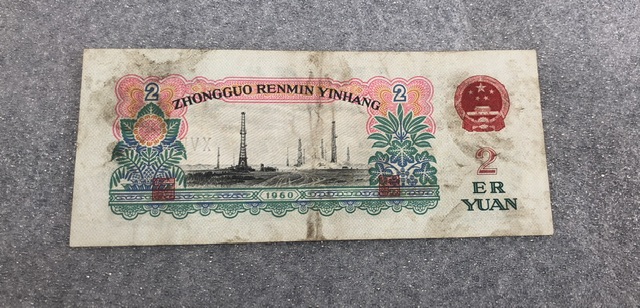 2
ZHONGGUO RENMIN YINHANG
2
1960
2
ER
YUAN